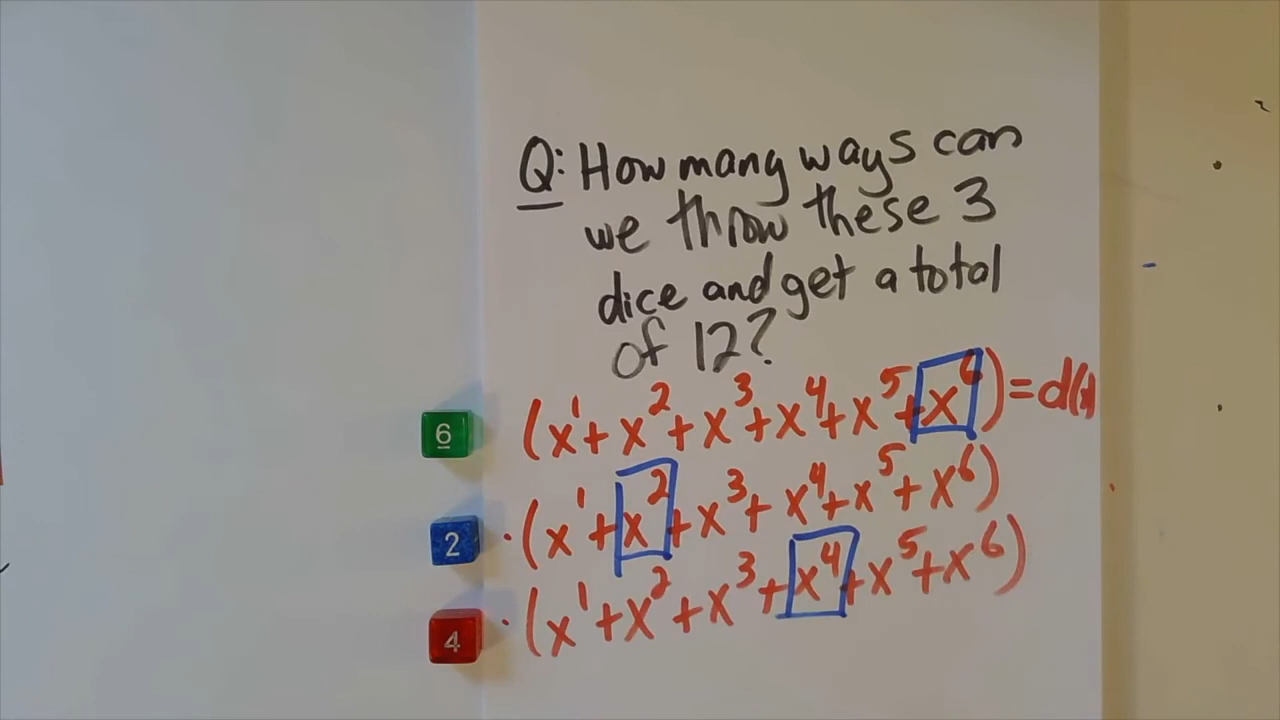 Q: How many ways can
we throw these 3
dice and get a total
of 12?
6 (x¹+x²+x³+x⁴+x⁵+x⁶)=d(x)
2 ·(x¹+x²+x³+x⁴+x⁵+x⁶)
4 ·(x¹+x²+x³+x⁴+x⁵+x⁶)